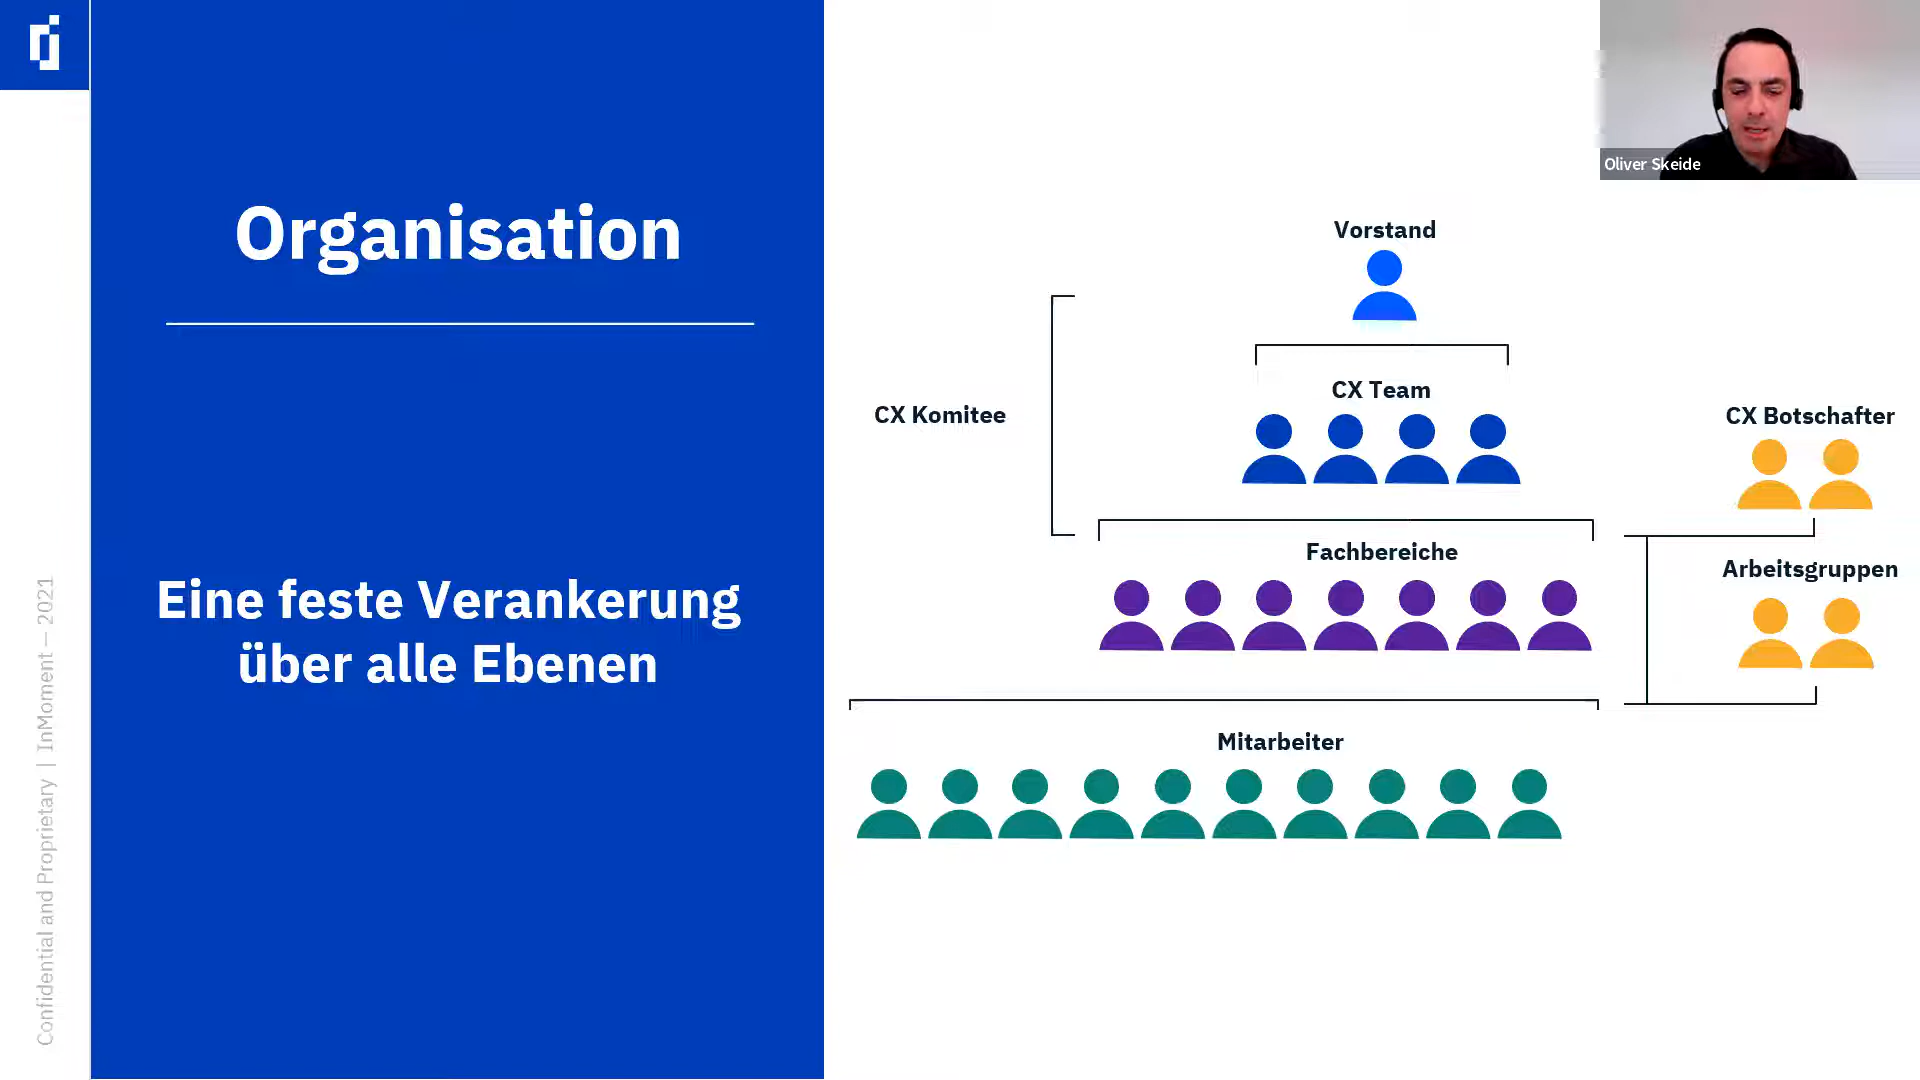 Organisation
Eine feste Verankerung
über alle Ebenen
Confidential and Proprietary | InMoment – 2021
Oliver Skeide
Vorstand
CX Komitee
CX Team
CX Botschafter
Fachbereiche
Arbeitsgruppen
Mitarbeiter